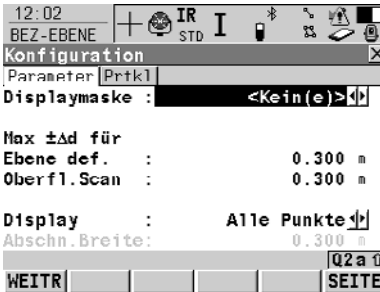 12:02
BEZ-EBENE
IR
STD
I
Konfiguration
Parameter Prtkl
Displaymaske : <Kein(e)>
Max ±Δd für
Ebene def. : 0.300 m
Oberfl.Scan : 0.300 m
Display : Alle Punkte
Abschn.Breite: 0.300 m
Q2a
WEITR SEITE